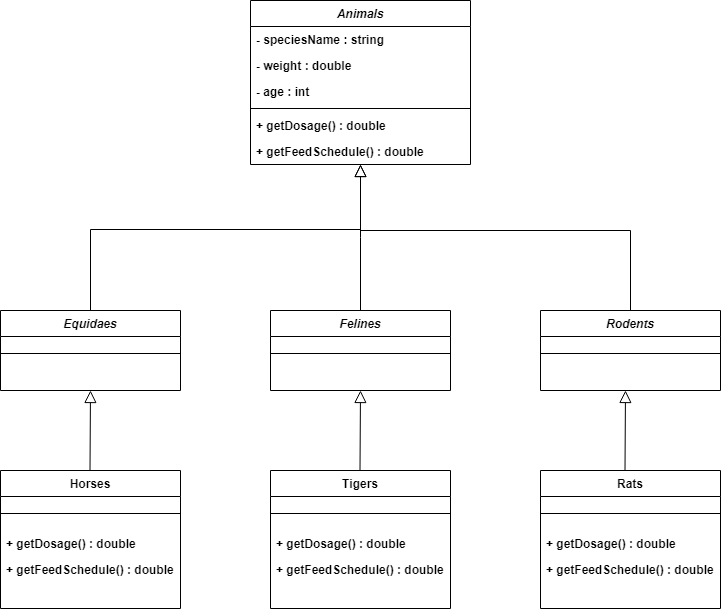 Animals
- speciesName : string
- weight : double
- age : int
+ getDosage() : double
+ getFeedSchedule() : double
Equidaes
Felines
Rodents
Horses
Tigers
Rats
+ getDosage() : double
+ getDosage() : double
+ getDosage() : double
+ getFeedSchedule() : double
+ getFeedSchedule() : double
+ getFeedSchedule() : double